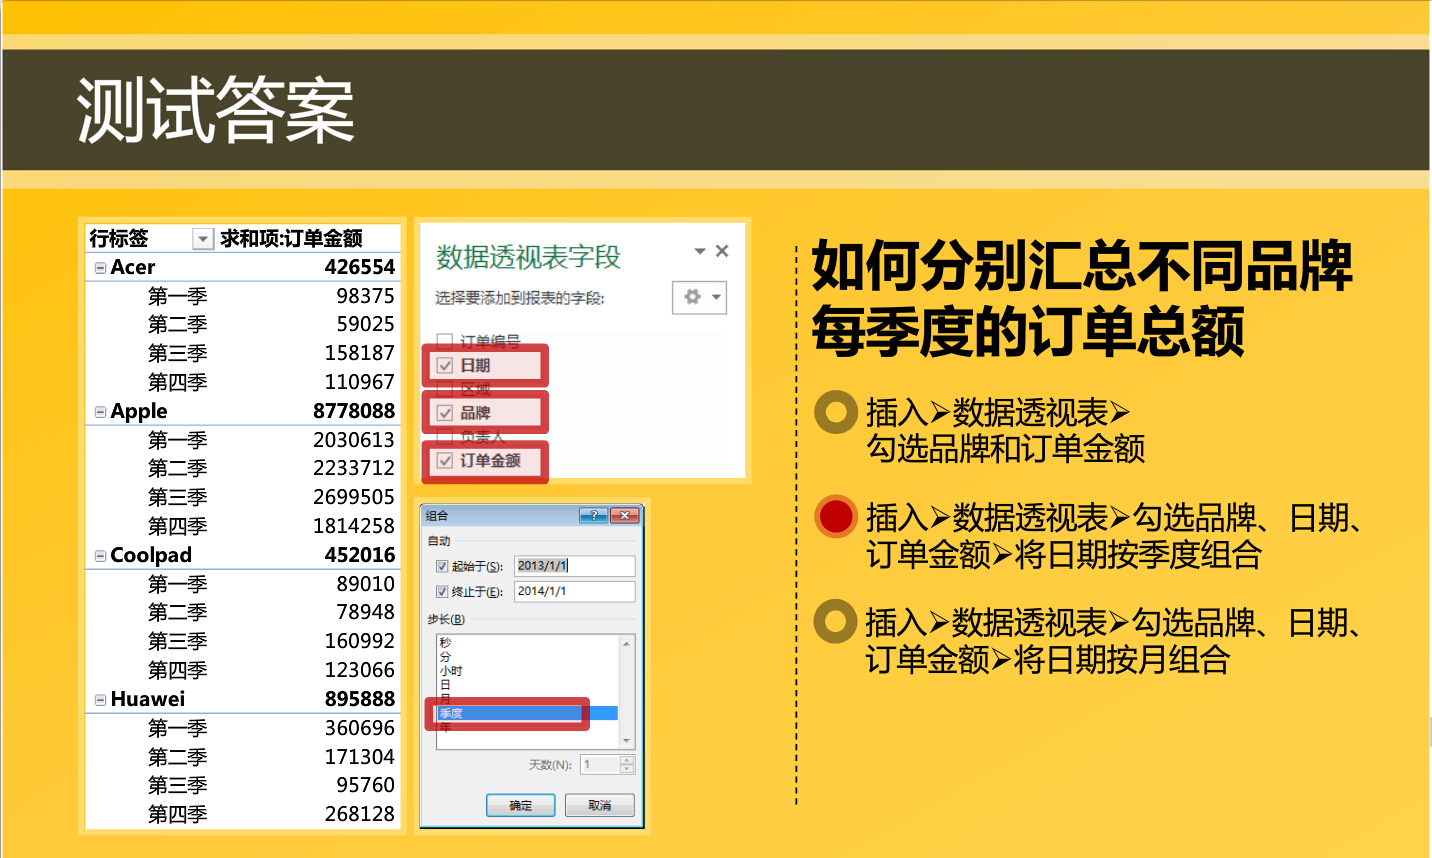 测试答案
行标签 求和项:订单金额
Acer 426554
第一季 98375
第二季 59025
第三季 158187
第四季 110967
Apple 8778088
第一季 2030613
第二季 2233712
第三季 2699505
第四季 1814258
Coolpad 452016
第一季 89010
第二季 78948
第三季 160992
第四季 123066
Huawei 895888
第一季 360696
第二季 171304
第三季 95760
第四季 268128
数据透视表字段
选择要添加到报表的字段:
订单编号
日期
区域
品牌
负责人
订单金额
组合
自动
起始于(S): 2013/1/1
终止于(E): 2014/1/1
步长(B)
秒
分
小时
日
月
季度
年
天数(N): 1
确定 取消
如何分别汇总不同品牌
每季度的订单总额
插入➢数据透视表➢
勾选品牌和订单金额
插入➢数据透视表➢勾选品牌、日期、
订单金额➢将日期按季度组合
插入➢数据透视表➢勾选品牌、日期、
订单金额➢将日期按月组合